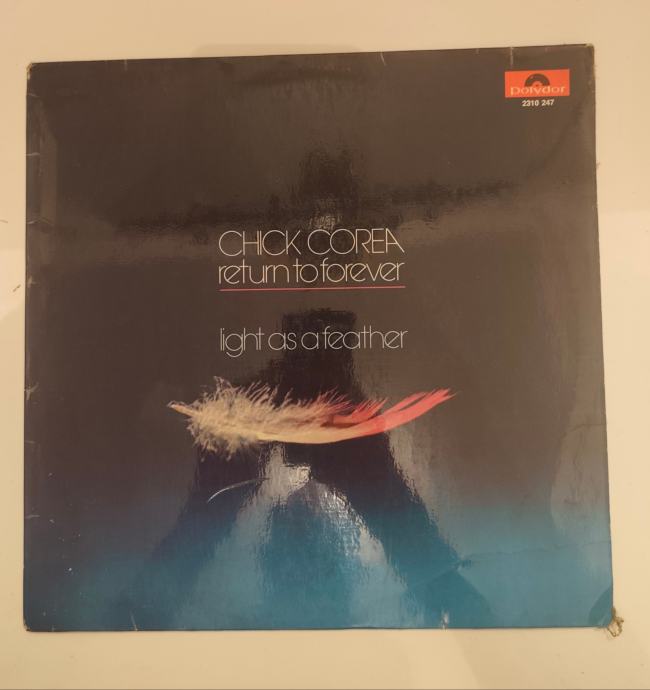 polydor
2310 247
CHICK COREA
return to forever
light as a feather